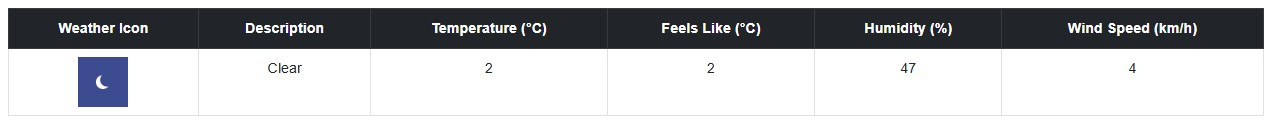 Weather Icon Description Temperature (°C) Feels Like (°C) Humidity (%) Wind Speed (km/h)
Clear 2 2 47 4